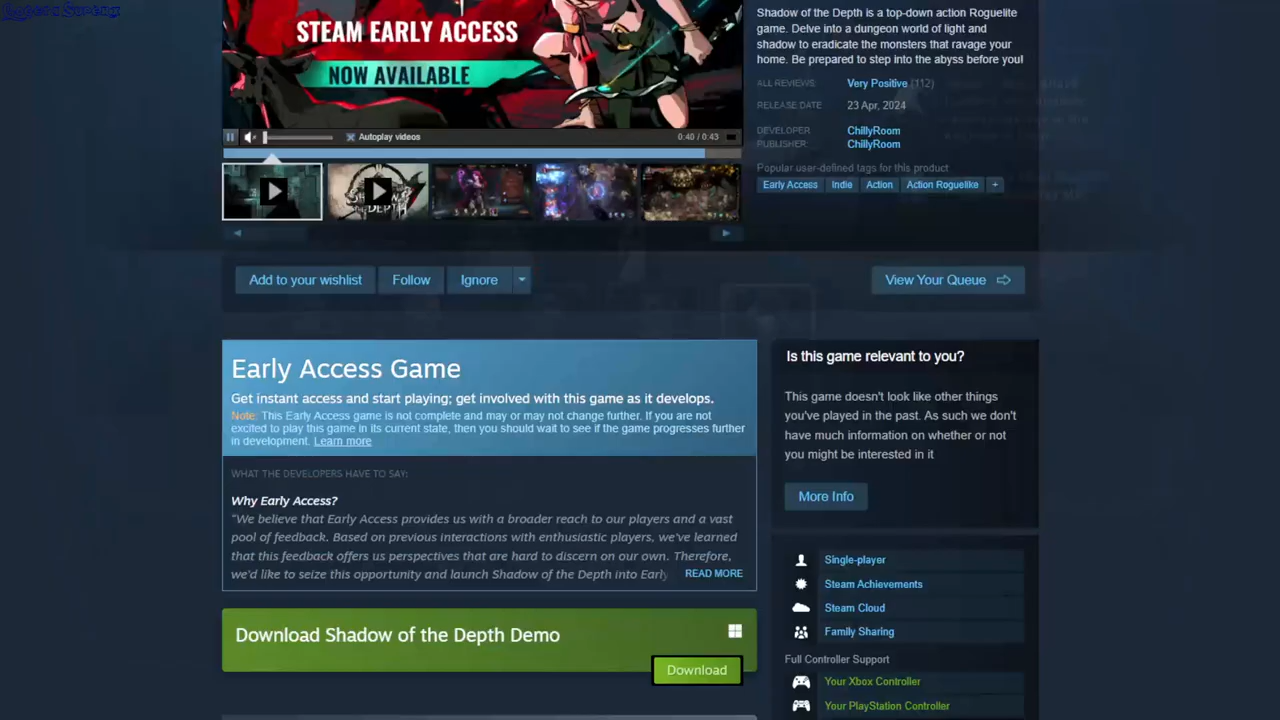 STEAM EARLY ACCESS
NOW AVAILABLE
Autoplay videos
0:40 / 0:43
Shadow of the Depth is a top-down action Roguelite
game. Delve into a dungeon world of light and
shadow to eradicate the monsters that ravage your
home. Be prepared to step into the abyss before you!
ALL REVIEWS: Very Positive (112)
RELEASE DATE 23 Apr, 2024
DEVELOPER: ChillyRoom
PUBLISHER: ChillyRoom
Popular user-defined tags for this product
Early Access Indie Action Action Roguelike +
Add to your wishlist Follow Ignore
View Your Queue
Early Access Game
Get instant access and start playing; get involved with this game as it develops.
Note: This Early Access game is not complete and may or may not change further. If you are not
excited to play this game in its current state, then you should wait to see if the game progresses further
in development. Learn more
WHAT THE DEVELOPERS HAVE TO SAY:
Why Early Access?
“We believe that Early Access provides us with a broader reach to our players and a vast
pool of feedback. Based on previous interactions with enthusiastic players, we've learned
that this feedback offers us perspectives that are hard to discern on our own. Therefore,
we'd like to seize this opportunity and launch Shadow of the Depth into Early
READ MORE
Download Shadow of the Depth Demo
Download
Is this game relevant to you?
This game doesn't look like other things
you've played in the past. As such we don't
have much information on whether or not
you might be interested in it
More Info
Single-player
Steam Achievements
Steam Cloud
Family Sharing
Full Controller Support
Your Xbox Controller
Your PlayStation Controller